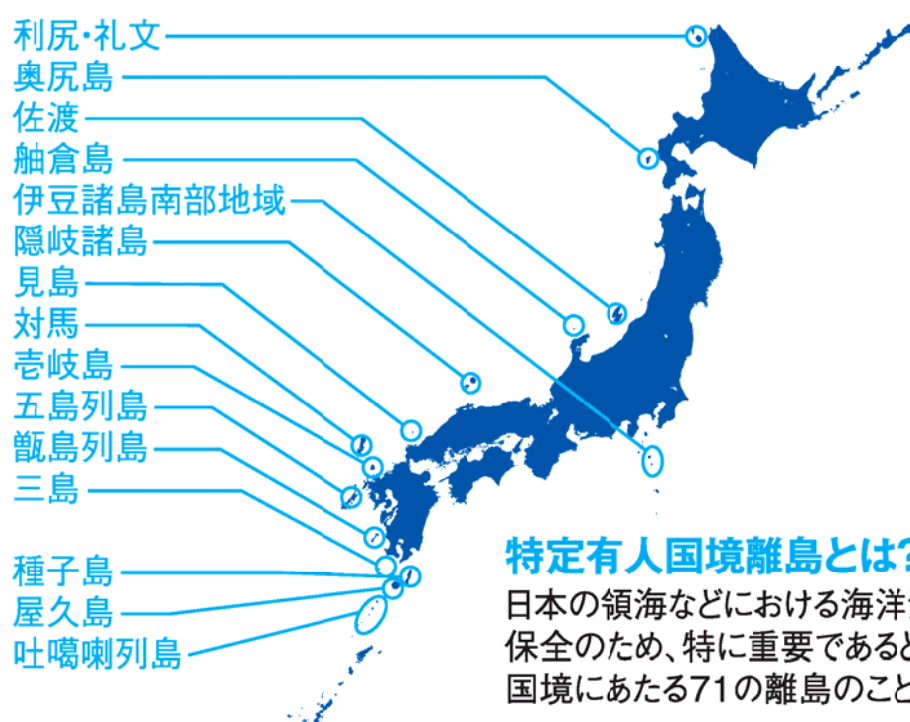 利尻・礼文
奥尻島
佐渡
舳倉島
伊豆諸島南部地域
隠岐諸島
見島
対馬
壱岐島
五島列島
甑島列島
三島
種子島
屋久島
吐噶喇列島
特定有人国境離島とは?
日本の領海などにおける海洋
保全のため、特に重要であると
国境にあたる71の離島のこと